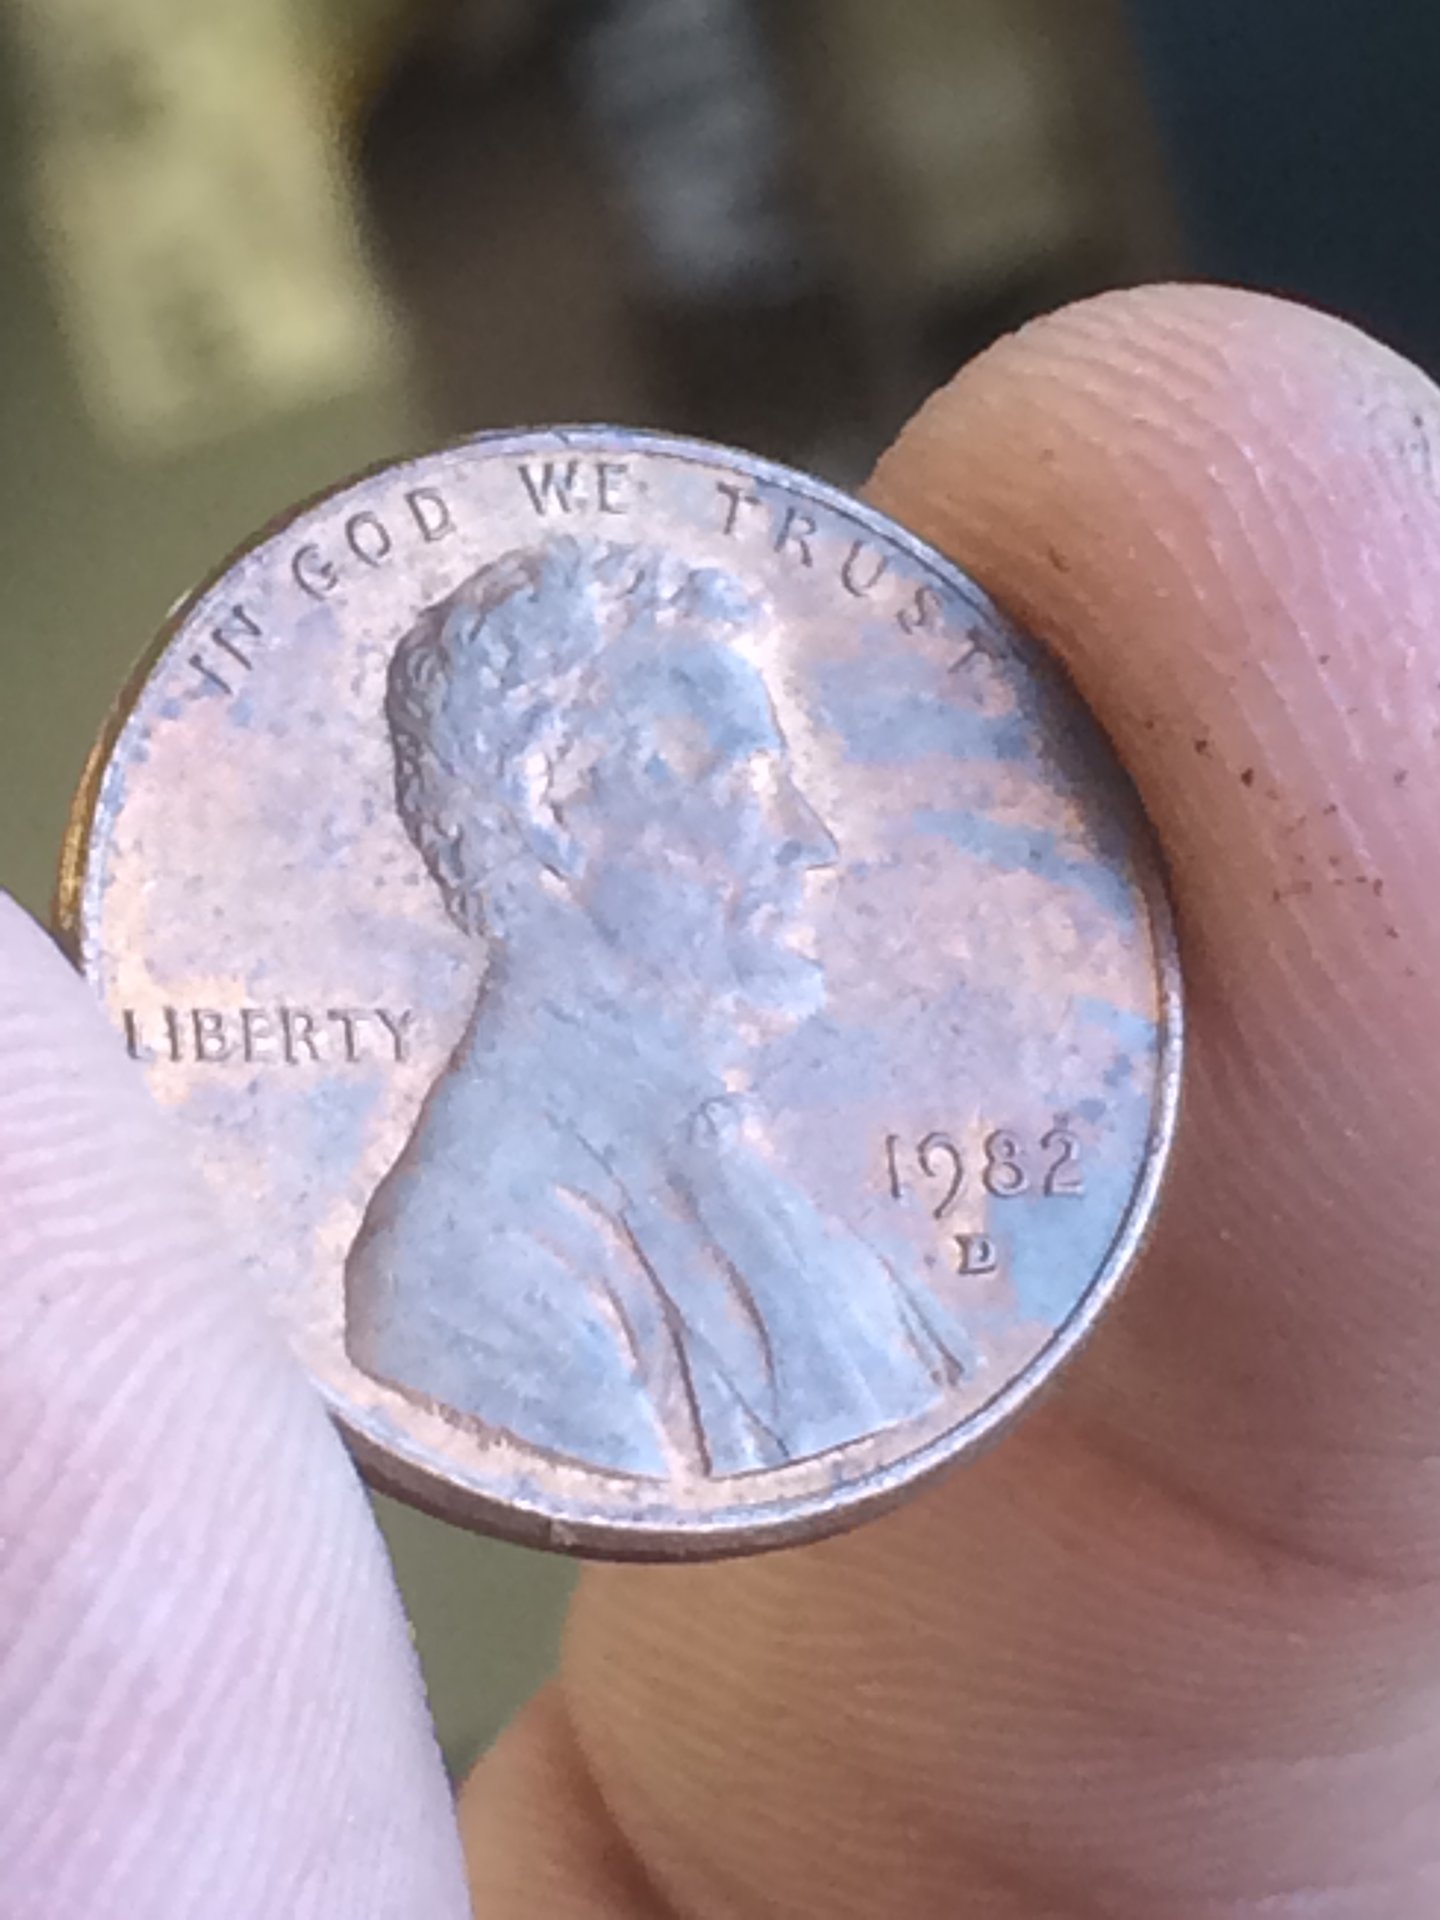 IN GOD WE TRUST
LIBERTY
1982
D